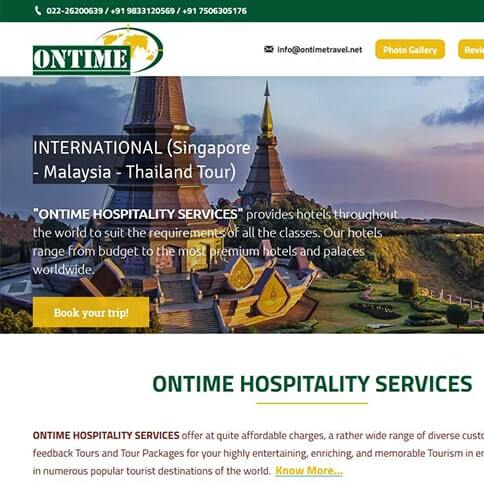 022-26200639 / +91 9833120569 / +91 7506305176
ONTIME
info@ontimetravel.net
Photo Gallery
INTERNATIONAL (Singapore
- Malaysia - Thailand Tour)
"ONTIME HOSPITALITY SERVICES" provides hotels throughout
the world to suit the requirements of all the classes. Our hotels
range from budget to the most premium hotels and palaces
worldwide.
Book your trip!
ONTIME HOSPITALITY SERVICES
ONTIME HOSPITALITY SERVICES offer at quite affordable charges, a rather wide range of diverse
feedback Tours and Tour Packages for your highly entertaining, enriching, and memorable Tourism in
in numerous popular tourist destinations of the world. Know More...